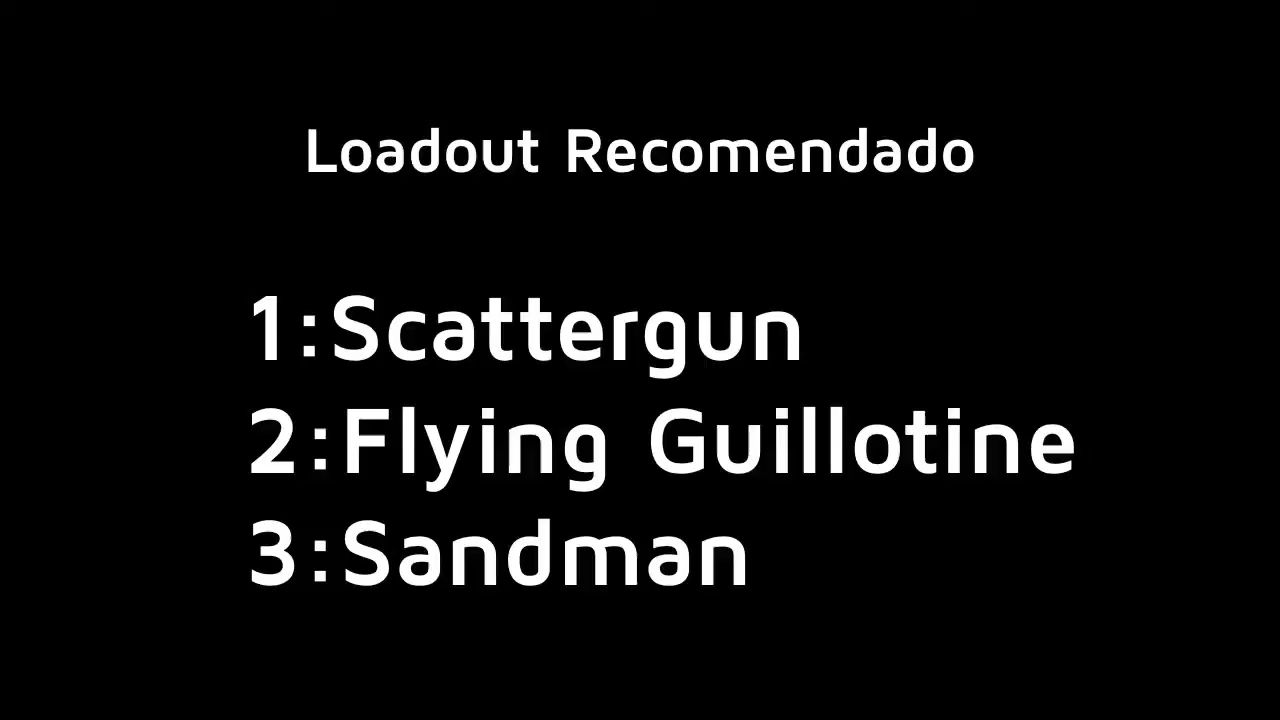 Loadout Recomendado
1:Scattergun
2:Flying Guillotine
3:Sandman